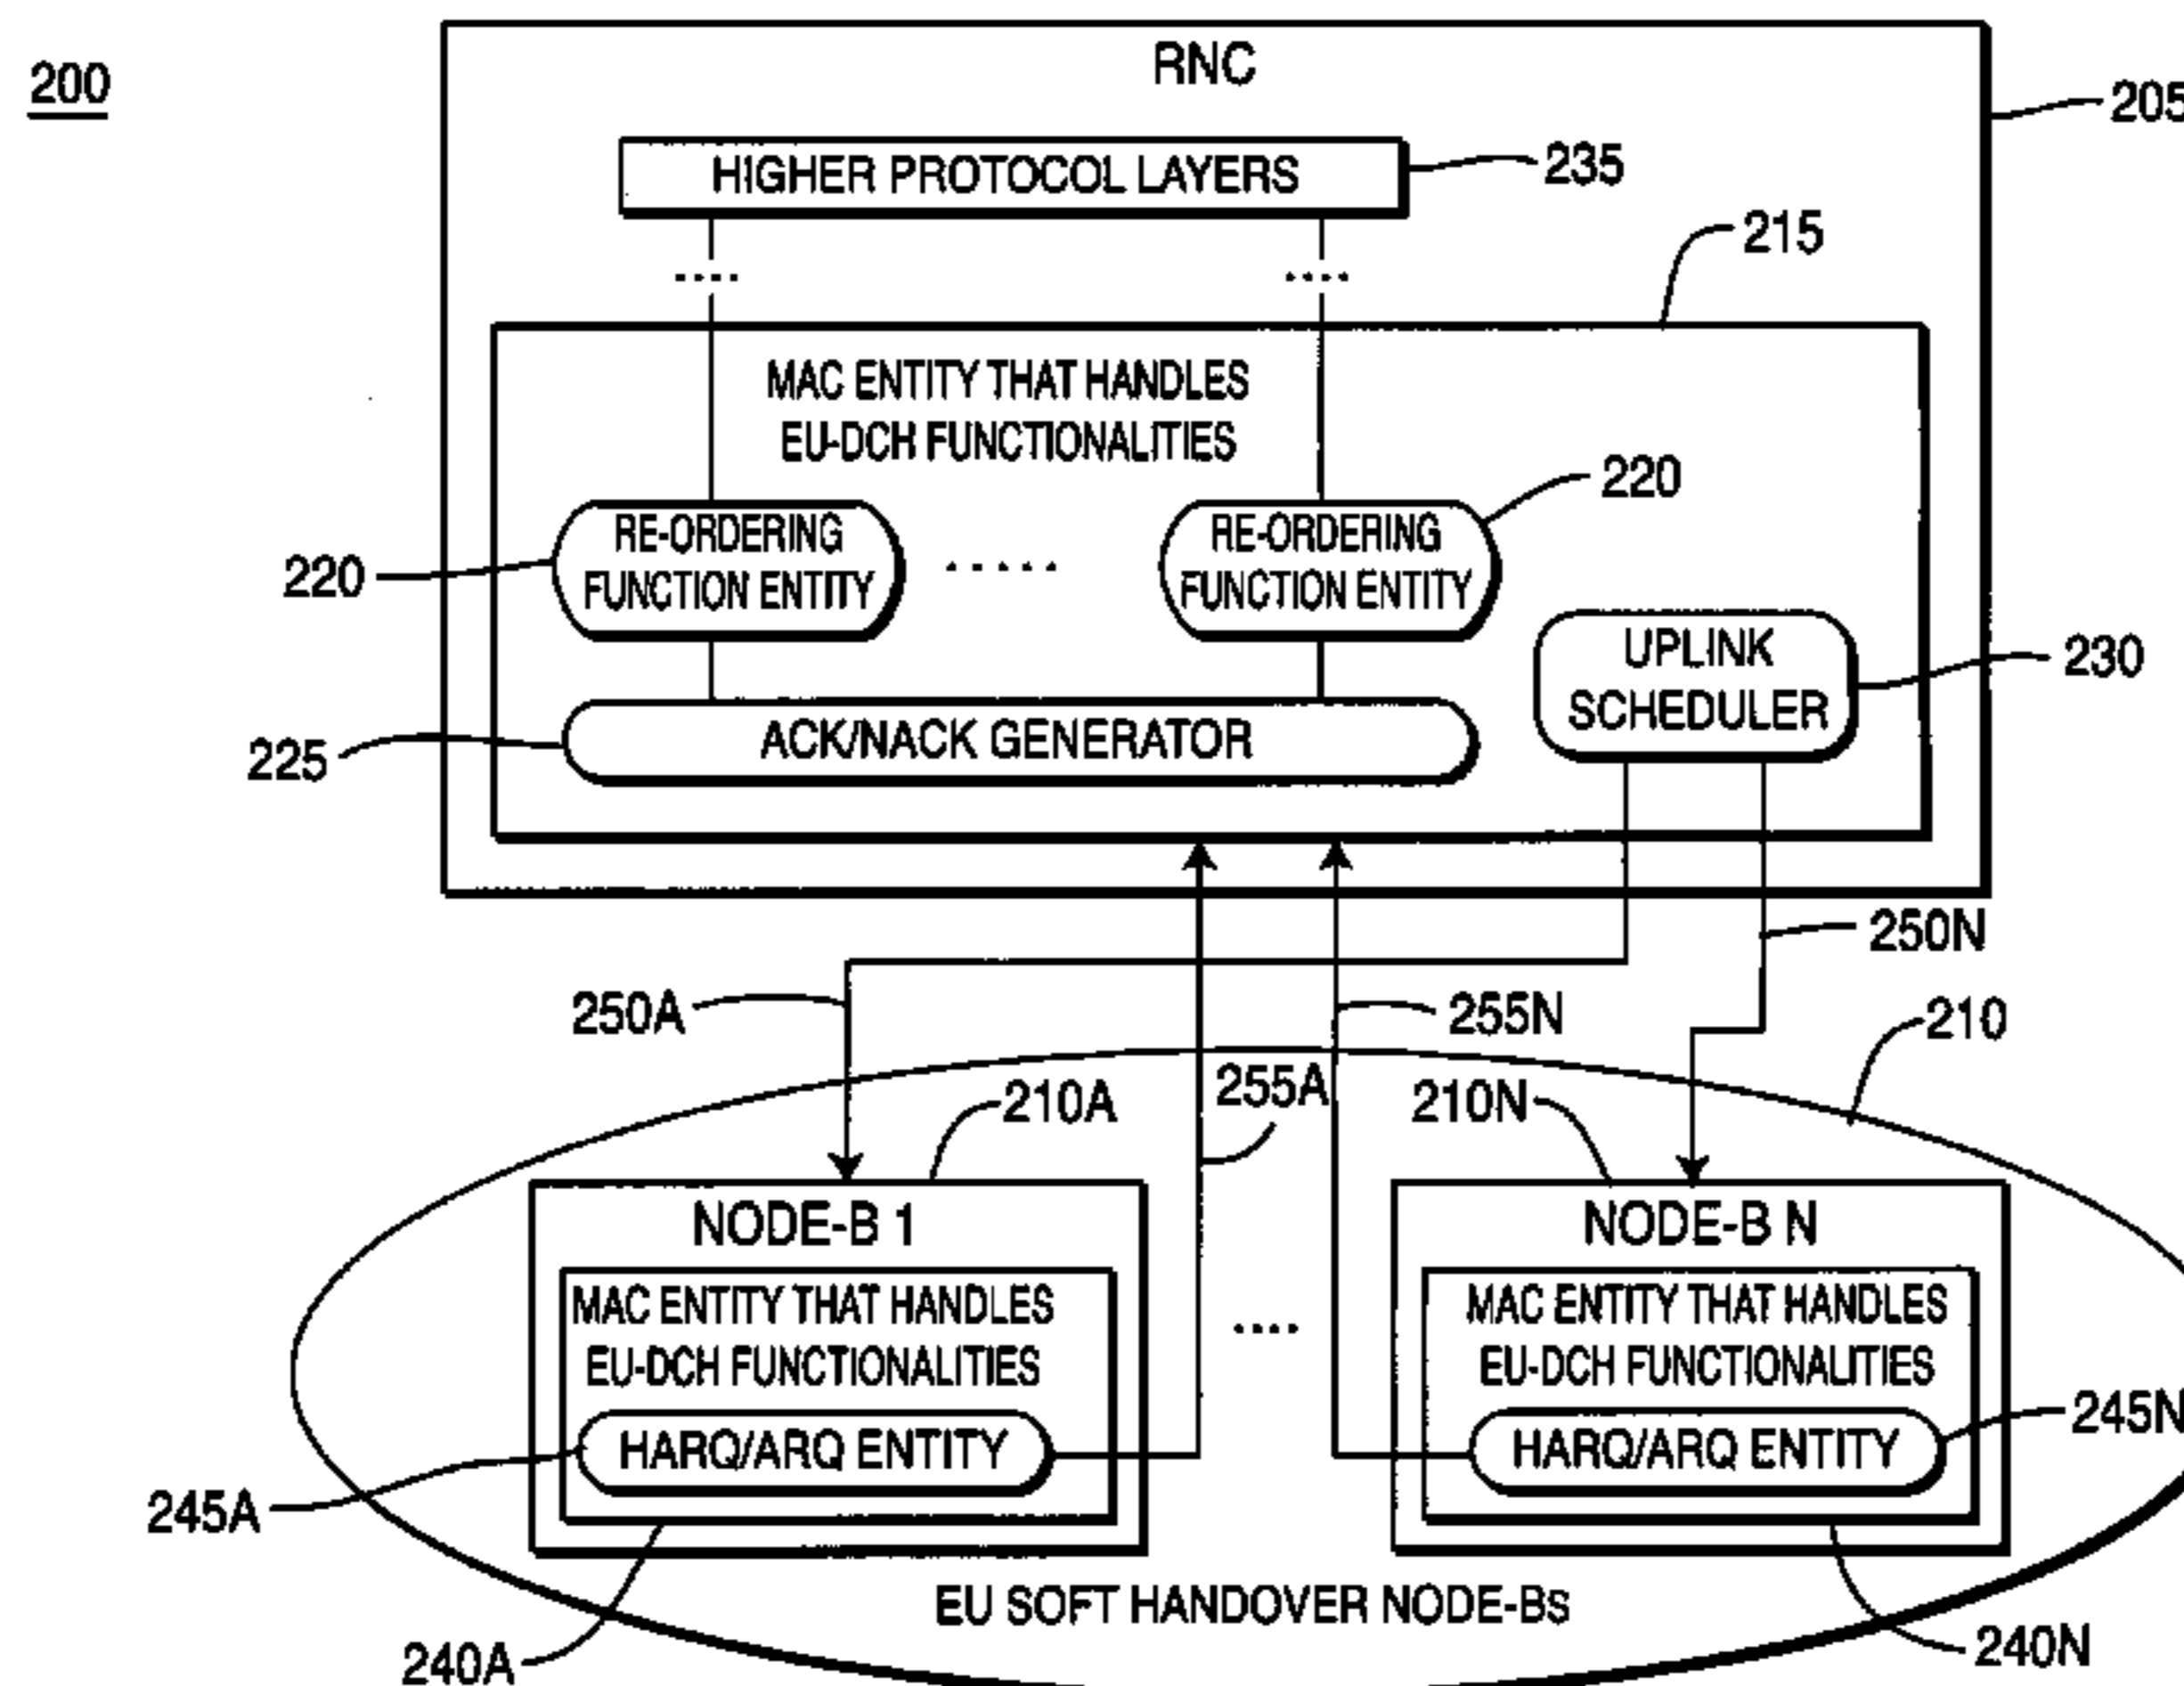 200
RNC
205
HIGHER PROTOCOL LAYERS
235
215
MAC ENTITY THAT HANDLES
EU-DCH FUNCTIONALITIES
220
RE-ORDERING
FUNCTION ENTITY
RE-ORDERING
FUNCTION ENTITY
220
UPLINK
SCHEDULER
230
225
ACK/NACK GENERATOR
250N
250A
255N
210
255A
210A
210N
NODE-B 1
MAC ENTITY THAT HANDLES
EU-DCH FUNCTIONALITIES
HARQ/ARQ ENTITY
NODE-B N
MAC ENTITY THAT HANDLES
EU-DCH FUNCTIONALITIES
HARQ/ARQ ENTITY
245N
245A
EU SOFT HANDOVER NODE-Bs
240A
240N